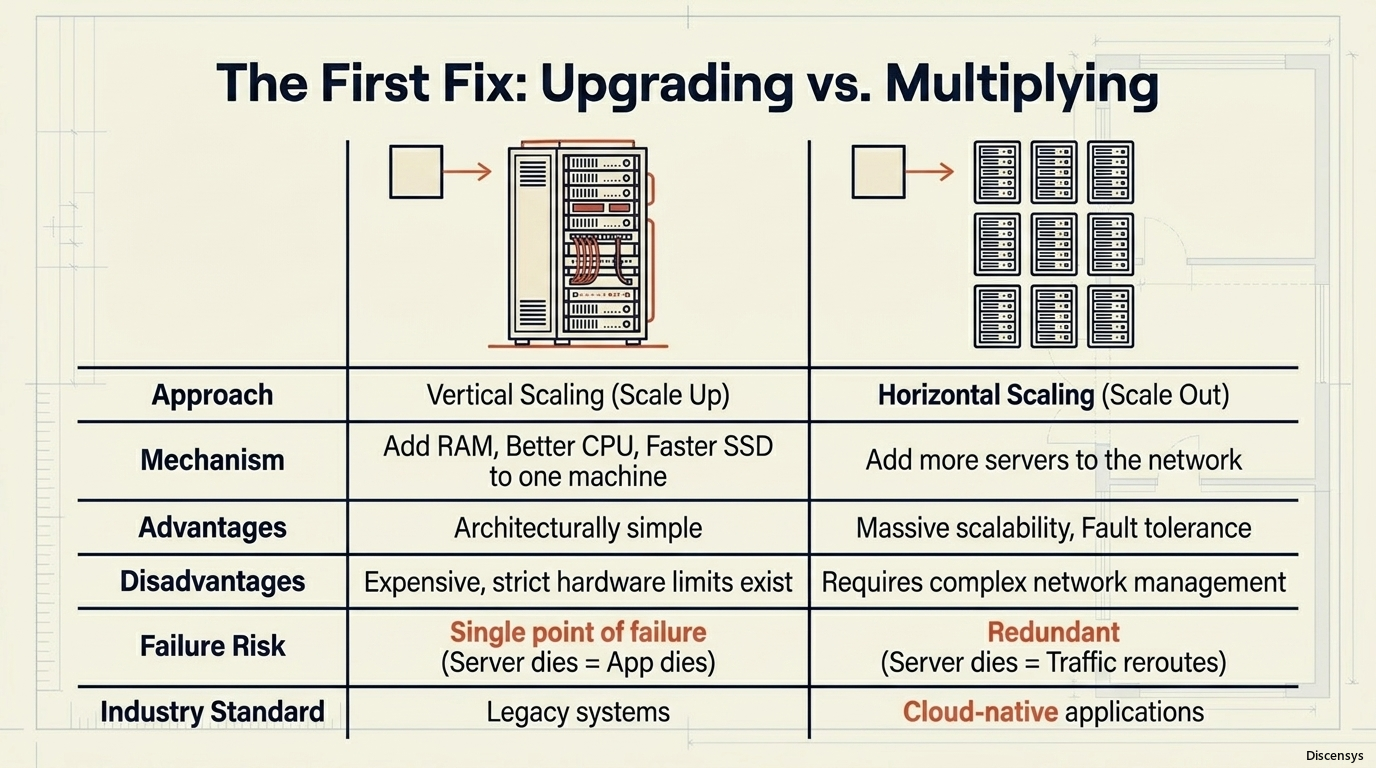 The First Fix: Upgrading vs. Multiplying
Approach
Vertical Scaling (Scale Up)
Horizontal Scaling (Scale Out)
Mechanism
Add RAM, Better CPU, Faster SSD
to one machine
Add more servers to the network
Advantages
Architecturally simple
Massive scalability, Fault tolerance
Disadvantages
Expensive, strict hardware limits exist
Requires complex network management
Failure Risk
Single point of failure
(Server dies = App dies)
Redundant
(Server dies = Traffic reroutes)
Industry Standard
Legacy systems
Cloud-native applications
Discensys